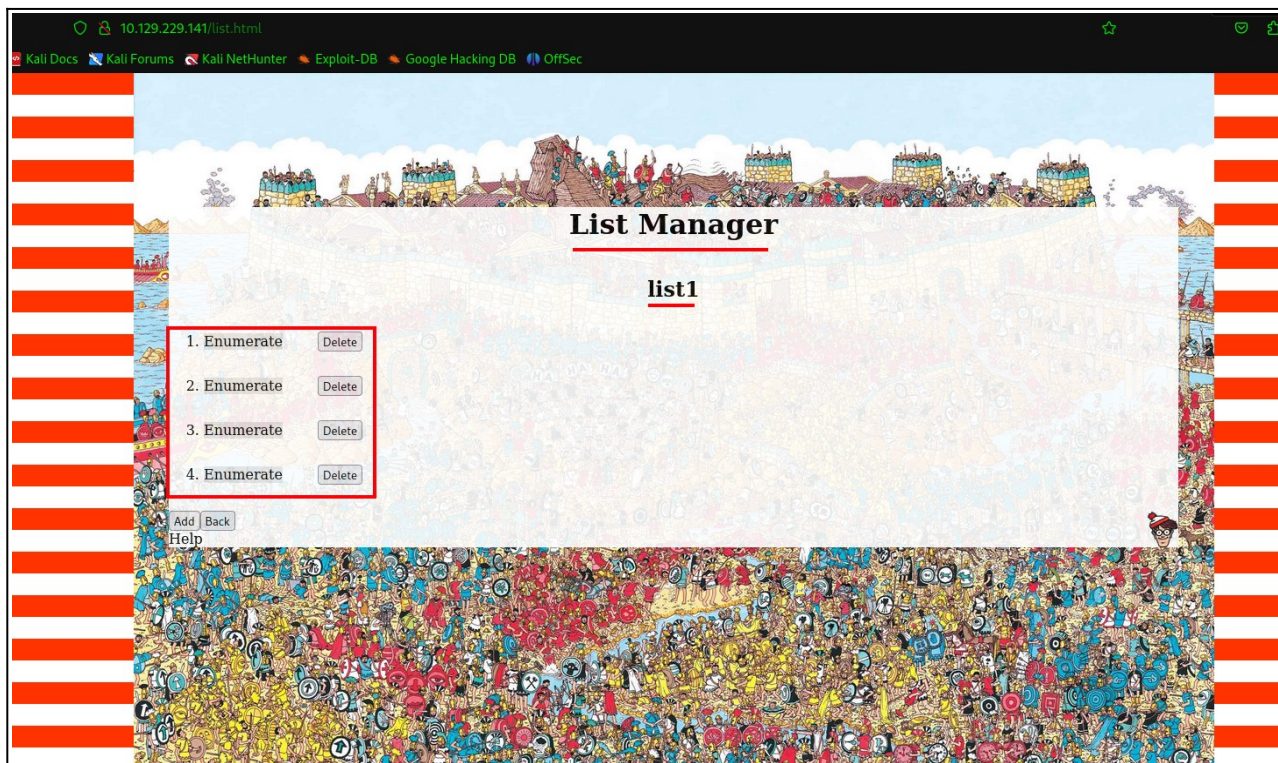 10.129.229.141/list.html
Kali Docs Kali Forums Kali NetHunter Exploit-DB Google Hacking DB OffSec
List Manager
list1
1. Enumerate Delete
2. Enumerate Delete
3. Enumerate Delete
4. Enumerate Delete
Add Back
Help